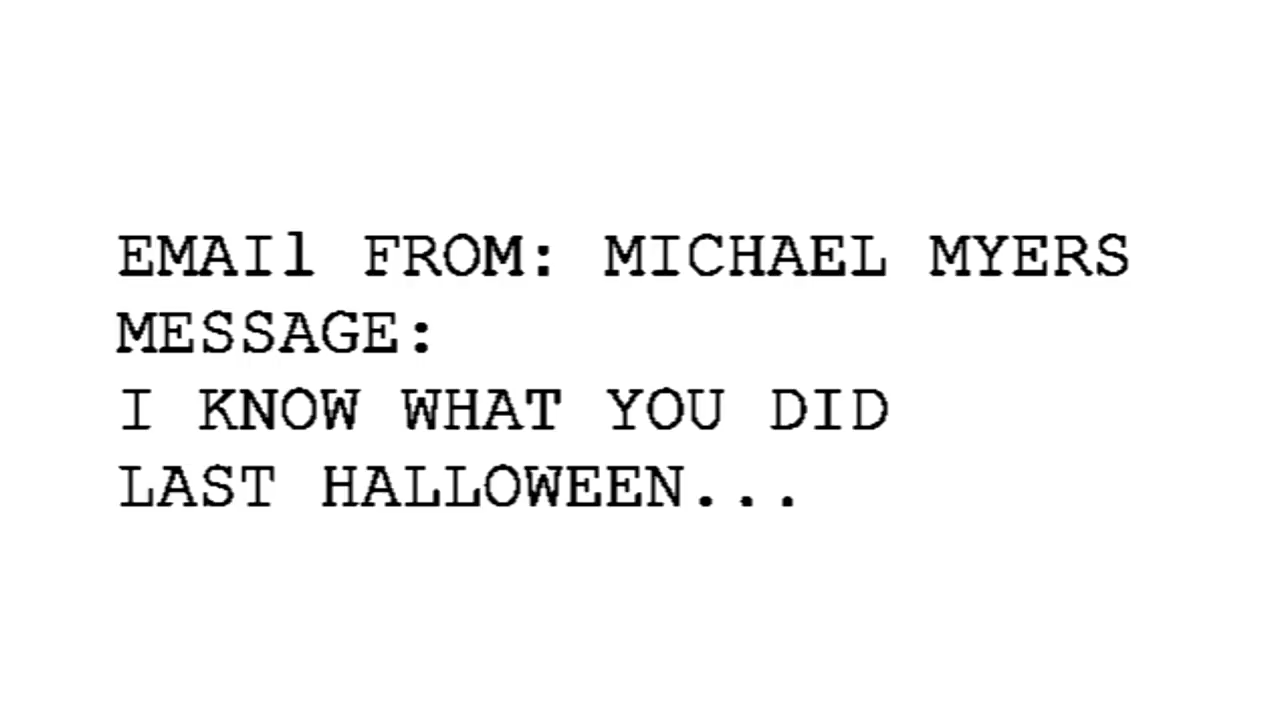 EMAIl FROM: MICHAEL MYERS
MESSAGE:
I KNOW WHAT YOU DID
LAST HALLOWEEN...